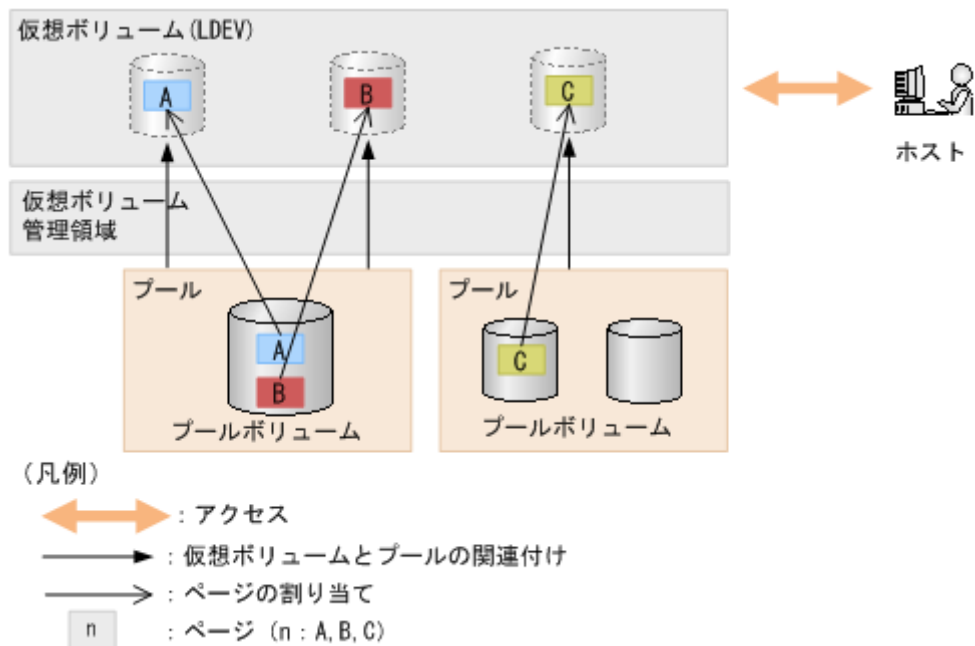 仮想ボリューム(LDEV)
A
B
C
ホスト
仮想ボリューム
管理領域
プール
A
B
プールボリューム
プール
C
プールボリューム
(凡例)
：アクセス
：仮想ボリュームとプールの関連付け
：ページの割り当て
n
：ページ（n：A,B,C）